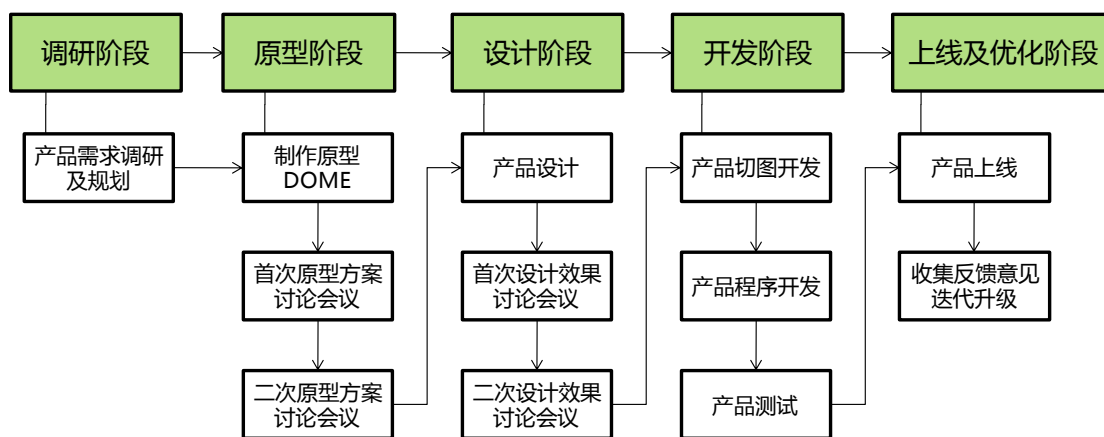 调研阶段
原型阶段
设计阶段
开发阶段
上线及优化阶段
产品需求调研
及规划
制作原型
DOME
产品设计
产品切图开发
产品上线
首次原型方案
讨论会议
首次设计效果
讨论会议
产品程序开发
收集反馈意见
迭代升级
二次原型方案
讨论会议
二次设计效果
讨论会议
产品测试